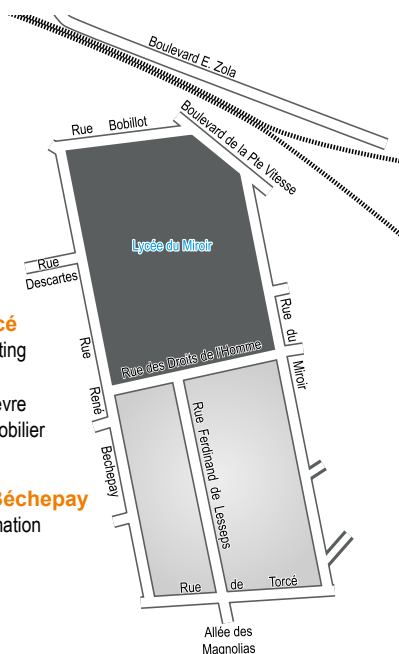 Boulevard E. Zola
Rue Bobillot
Boulevard de la Pte Vitesse
Lycée du Miroir
Rue Descartes
Rue du Miroir
Rue des Droits de l'Homme
Rue René Bechepay
Rue Ferdinand de Lesseps
Rue de Torcé
Allée des
Magnolias
cé
ting
èvre
obilier
Béchepay
nation